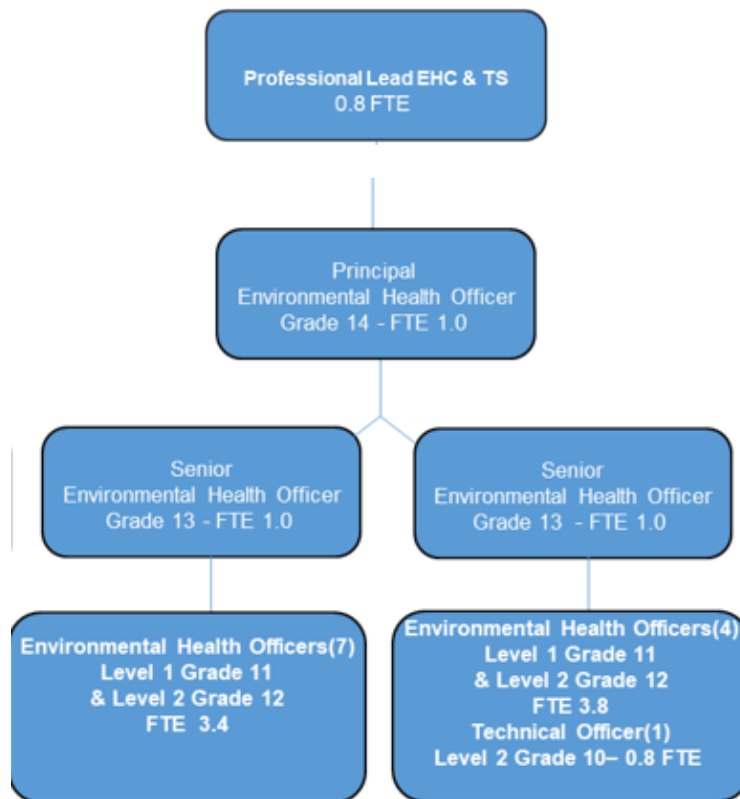 Professional Lead EHC & TS
0.8 FTE
Principal
Environmental Health Officer
Grade 14 - FTE 1.0
Senior
Environmental Health Officer
Grade 13 - FTE 1.0
Senior
Environmental Health Officer
Grade 13 - FTE 1.0
Environmental Health Officers(7)
Level 1 Grade 11
& Level 2 Grade 12
FTE 3.4
Environmental Health Officers(4)
Level 1 Grade 11
& Level 2 Grade 12
FTE 3.8
Technical Officer(1)
Level 2 Grade 10– 0.8 FTE